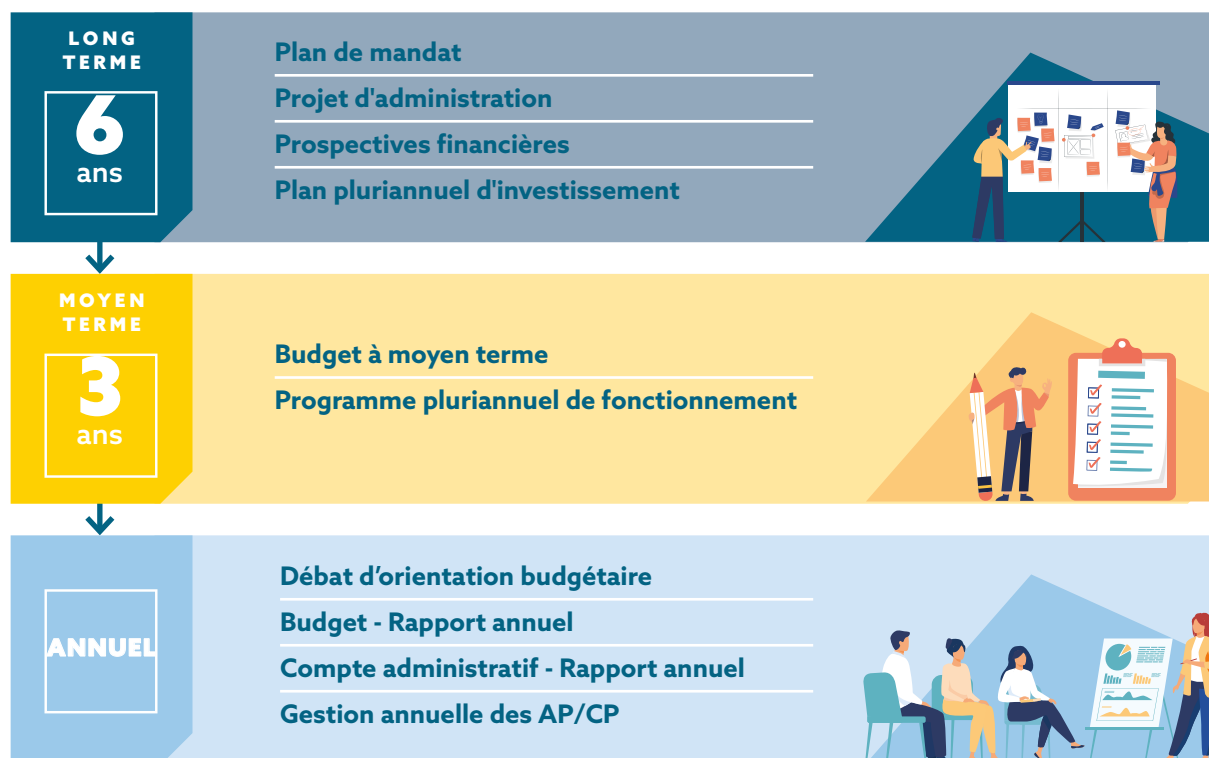 LONG
TERME
6
ans
Plan de mandat
Projet d'administration
Prospectives financières
Plan pluriannuel d'investissement
MOYEN
TERME
3
ans
Budget à moyen terme
Programme pluriannuel de fonctionnement
ANNUEL
Débat d’orientation budgétaire
Budget - Rapport annuel
Compte administratif - Rapport annuel
Gestion annuelle des AP/CP